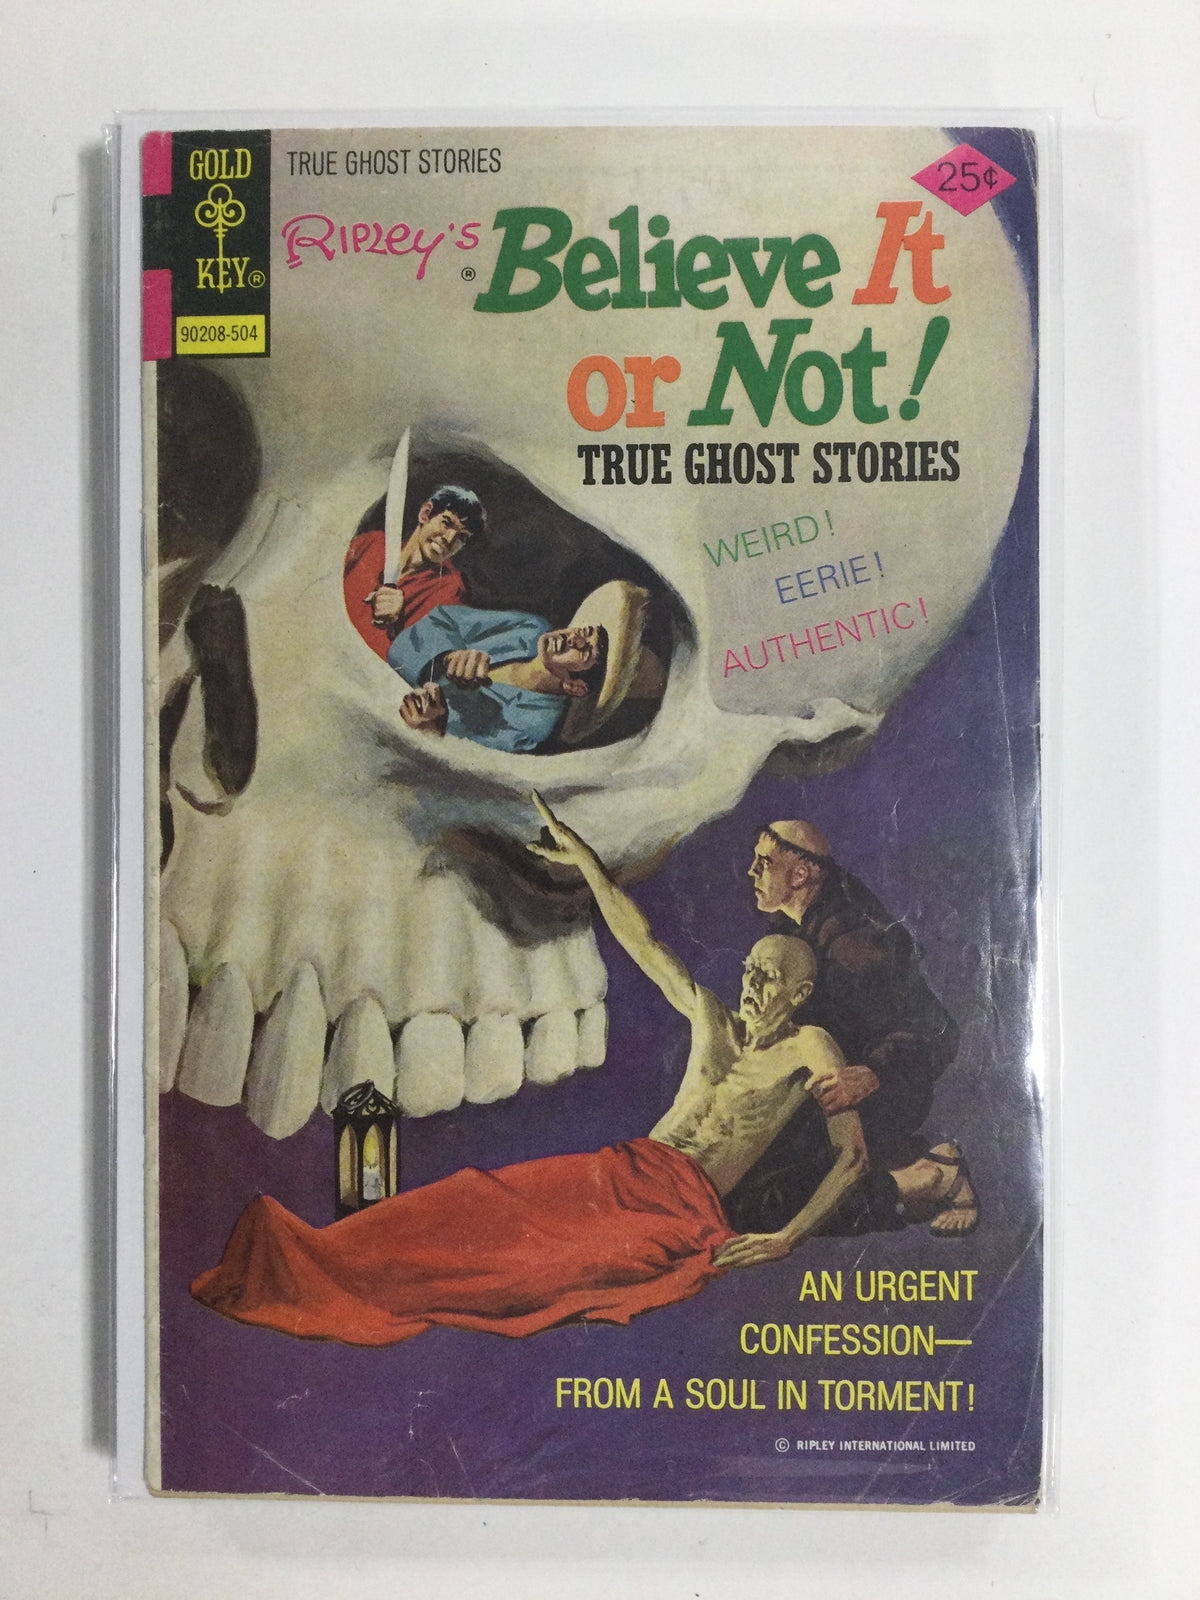 GOLD
KEY®
90208-504
TRUE GHOST STORIES
25¢
Ripley's
® Believe It
or Not!
TRUE GHOST STORIES
WEIRD!
EERIE!
AUTHENTIC!
AN URGENT
CONFESSION—
FROM A SOUL IN TORMENT!
© RIPLEY INTERNATIONAL LIMITED